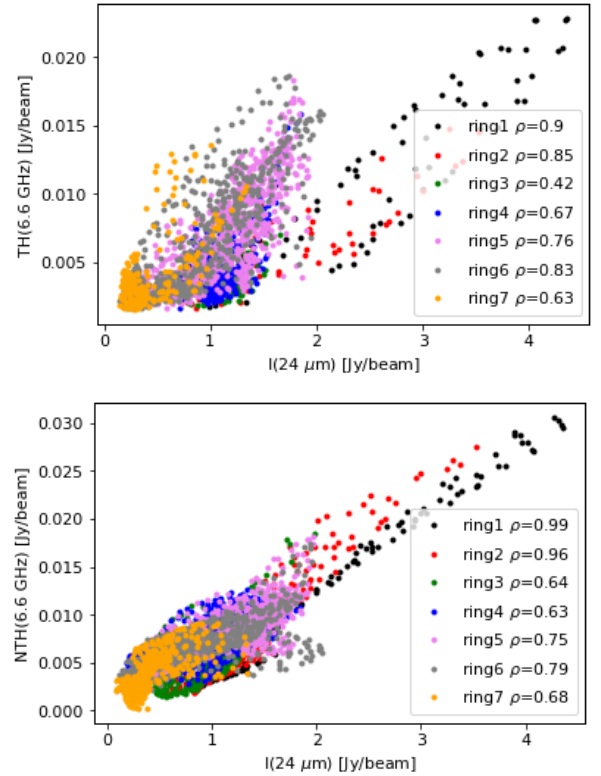 0.020
0.015
0.010
0.005
TH(6.6 GHz) [Jy/beam]
ring1 ρ=0.9
ring2 ρ=0.85
ring3 ρ=0.42
ring4 ρ=0.67
ring5 ρ=0.76
ring6 ρ=0.83
ring7 ρ=0.63
0 1 2 3 4
I(24 μm) [Jy/beam]
0.030
0.025
0.020
0.015
0.010
0.005
0.000
NTH(6.6 GHz) [Jy/beam]
ring1 ρ=0.99
ring2 ρ=0.96
ring3 ρ=0.64
ring4 ρ=0.63
ring5 ρ=0.75
ring6 ρ=0.79
ring7 ρ=0.68
0 1 2 3 4
I(24 μm) [Jy/beam]